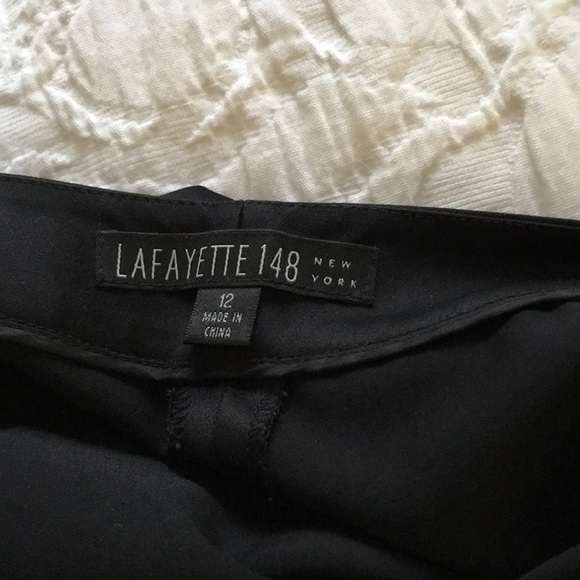 LAFAYETTE 148 NEW YORK
12
MADE IN
CHINA